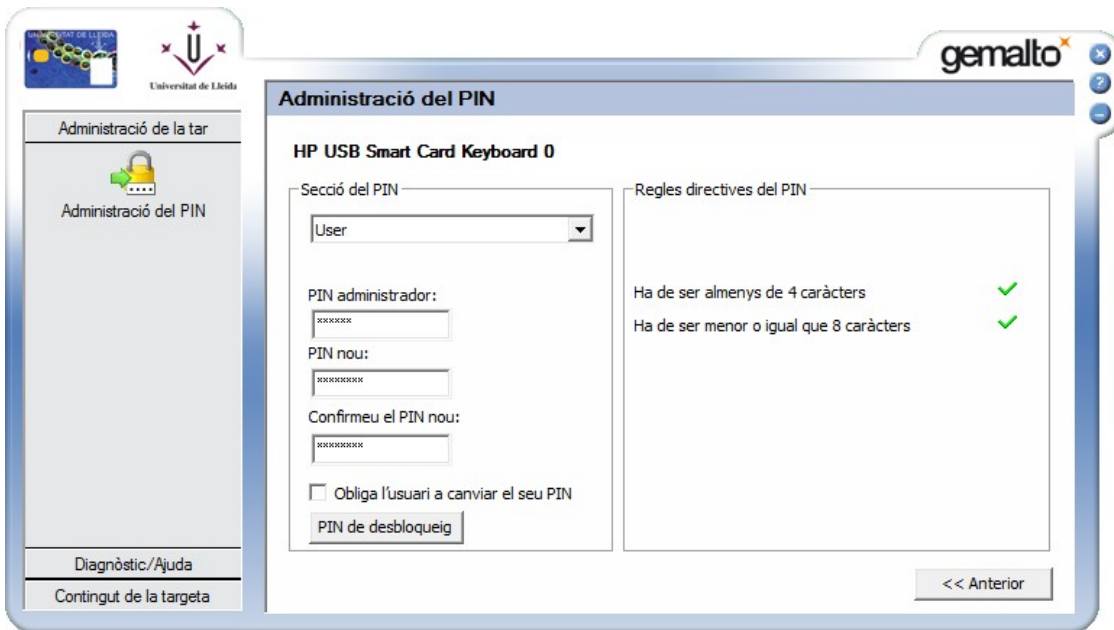 UNIVERSITAT DE LLEIDA
Universitat de Lleida
gemalto
Administració de la tar
Administració del PIN
Diagnòstic/Ajuda
Contingut de la targeta
Administració del PIN
HP USB Smart Card Keyboard 0
Secció del PIN
User
PIN administrador:
******
PIN nou:
********
Confirmeu el PIN nou:
********
Obliga l'usuari a canviar el seu PIN
PIN de desbloqueig
Regles directives del PIN
Ha de ser almenys de 4 caràcters
Ha de ser menor o igual que 8 caràcters
<< Anterior